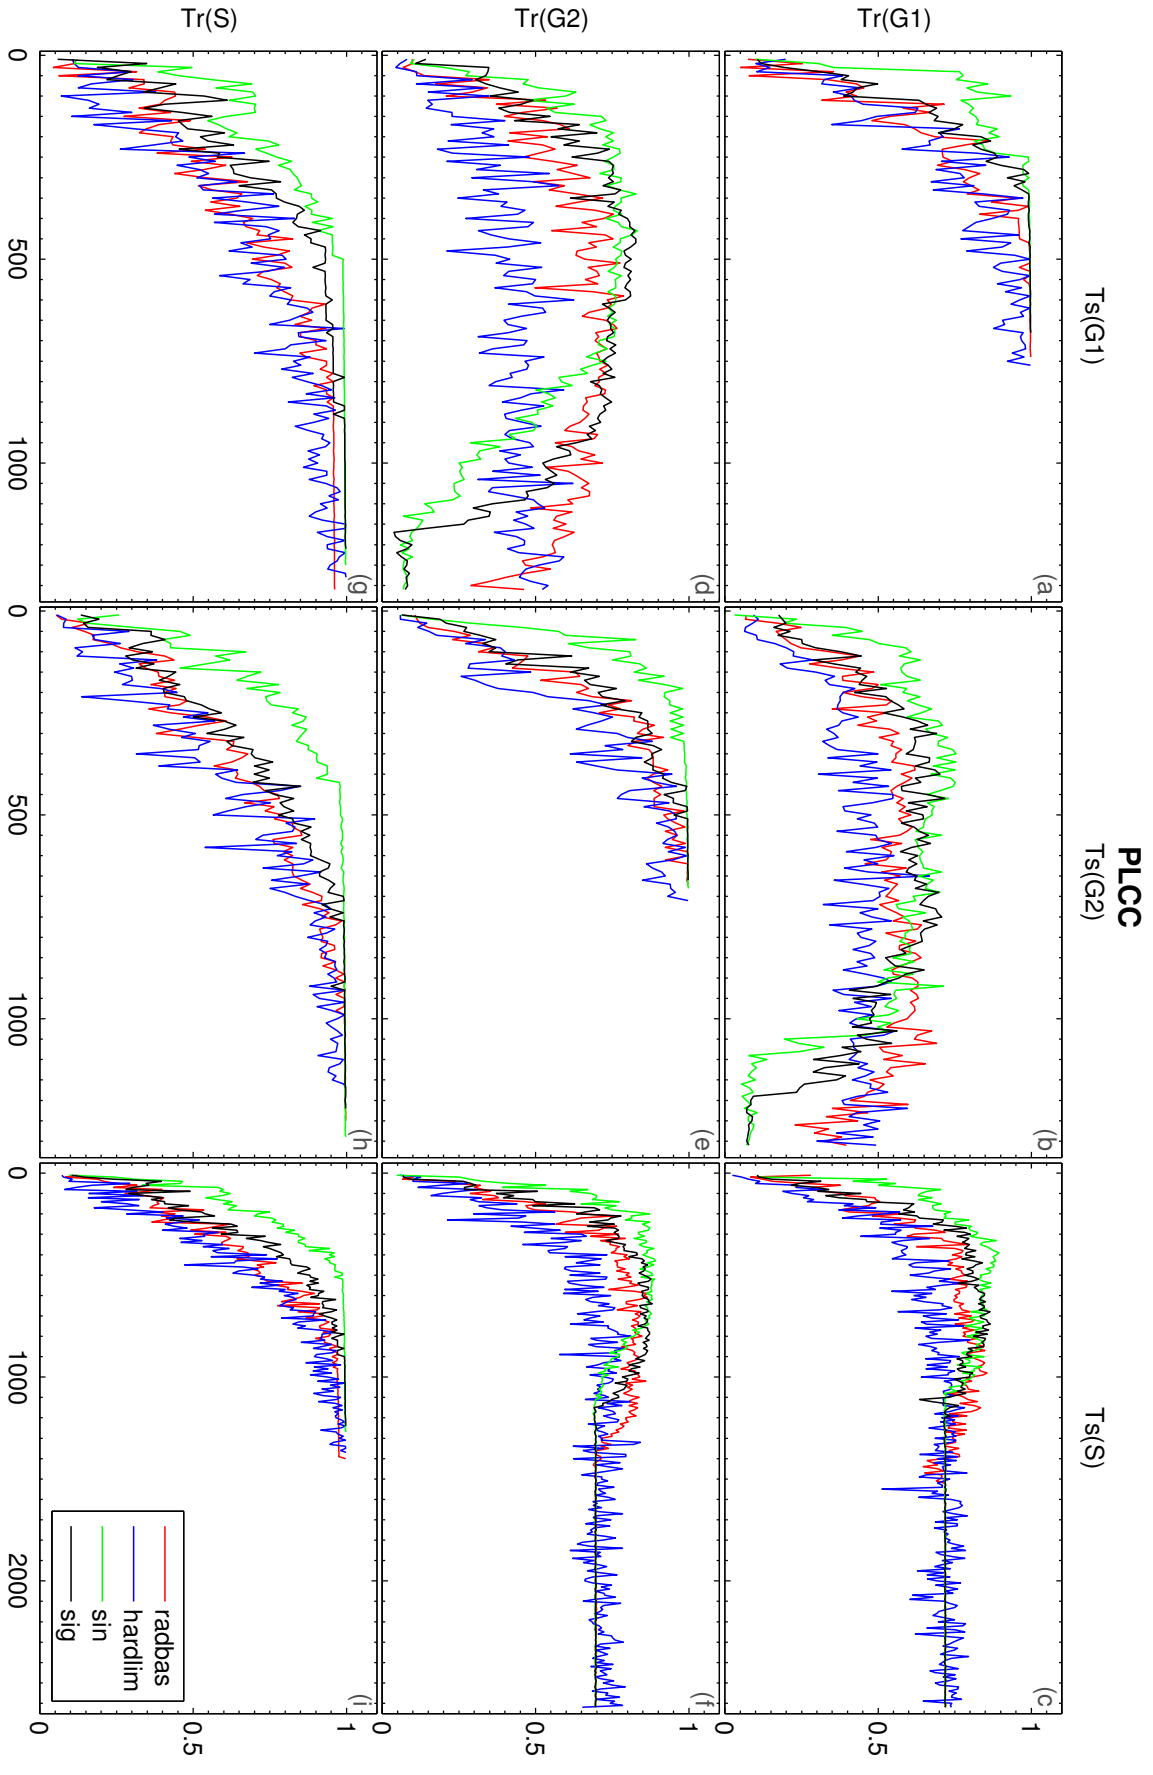 PLCC
Ts(G1)
Ts(G2)
Ts(S)
Tr(G1)
(a
(b
(c
0
0.5
1
Tr(G2)
(d
(e
(f
0
0.5
1
Tr(S)
(g
(h
(i
0
0.5
1
radbas
hardlim
sin
sig
0
500
1000
0
500
1000
0
1000
2000